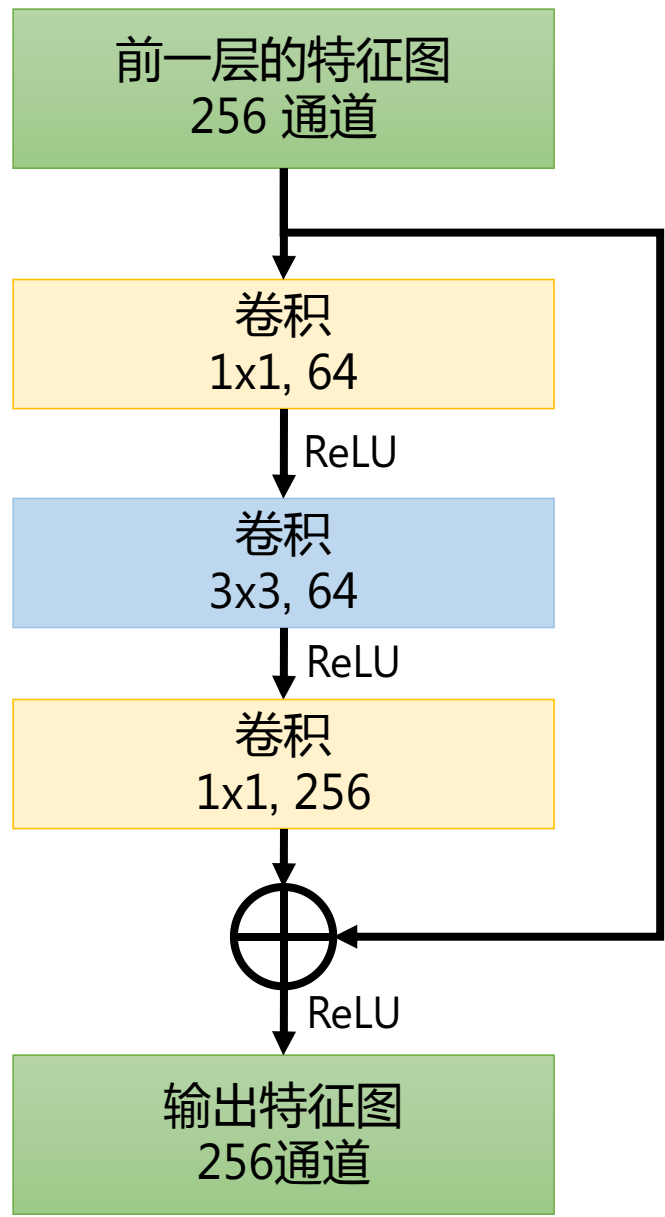 前一层的特征图
256 通道
卷积
1x1, 64
ReLU
卷积
3x3, 64
ReLU
卷积
1x1, 256
ReLU
输出特征图
256通道